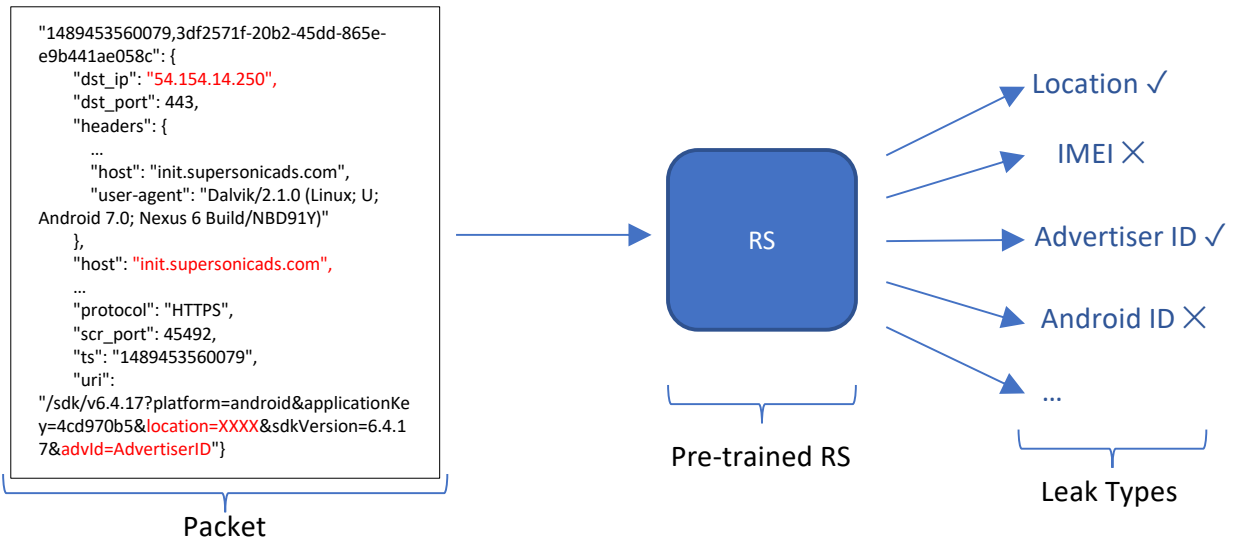 "1489453560079,3df2571f-20b2-45dd-865e-
e9b441ae058c": {
"dst_ip": "54.154.14.250",
"dst_port": 443,
"headers": {
...
"host": "init.supersonicads.com",
"user-agent": "Dalvik/2.1.0 (Linux; U;
Android 7.0; Nexus 6 Build/NBD91Y)"
},
"host": "init.supersonicads.com",
...
"protocol": "HTTPS",
"scr_port": 45492,
"ts": "1489453560079",
"uri":
"/sdk/v6.4.17?platform=android&applicationKe
y=4cd970b5&location=XXXX&sdkVersion=6.4.1
7&advId=AdvertiserID"}
Packet
RS
Pre-trained RS
Location ✓
IMEI ✕
Advertiser ID ✓
Android ID ✕
...
Leak Types